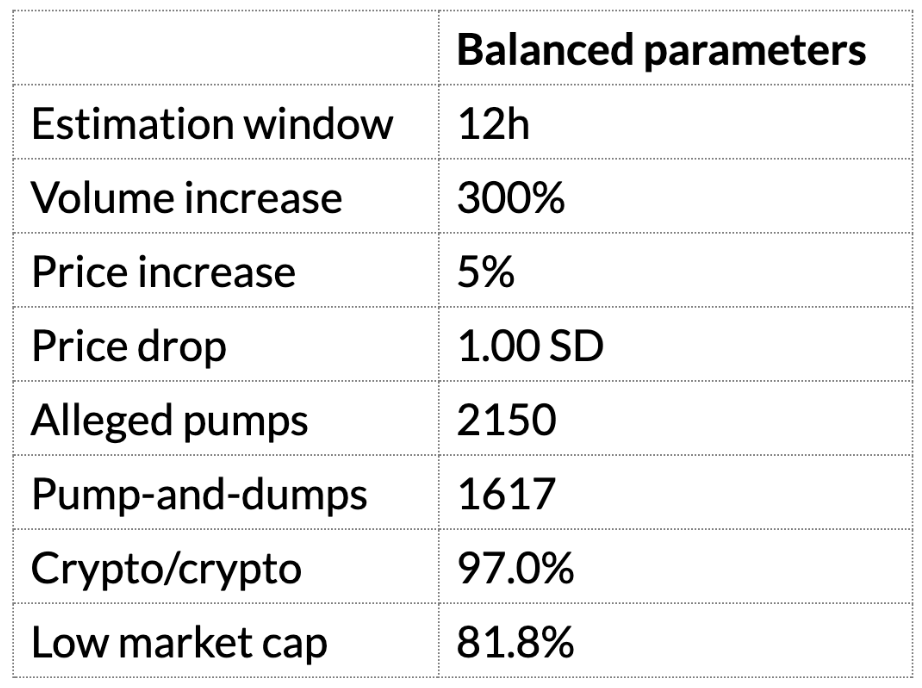 Balanced parameters
Estimation window 12h
Volume increase 300%
Price increase 5%
Price drop 1.00 SD
Alleged pumps 2150
Pump-and-dumps 1617
Crypto/crypto 97.0%
Low market cap 81.8%